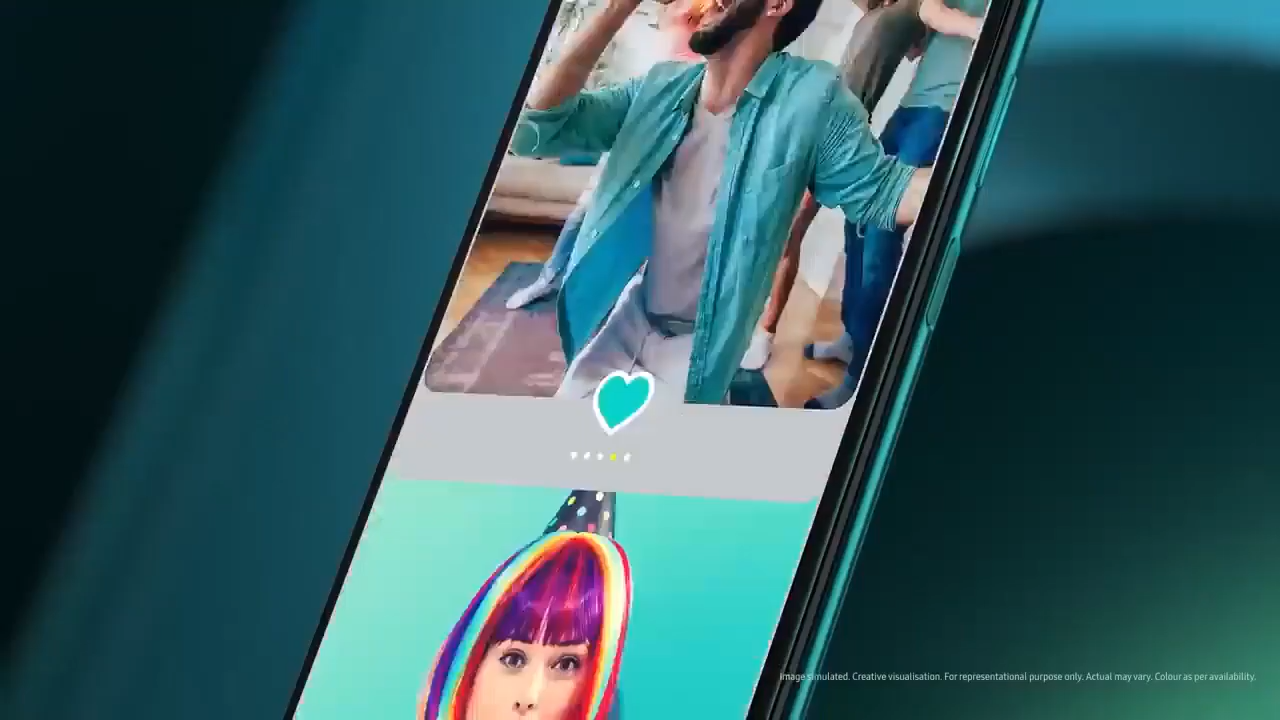 Image simulated. Creative visualisation. For representational purpose only. Actual may vary. Colour as per availability.